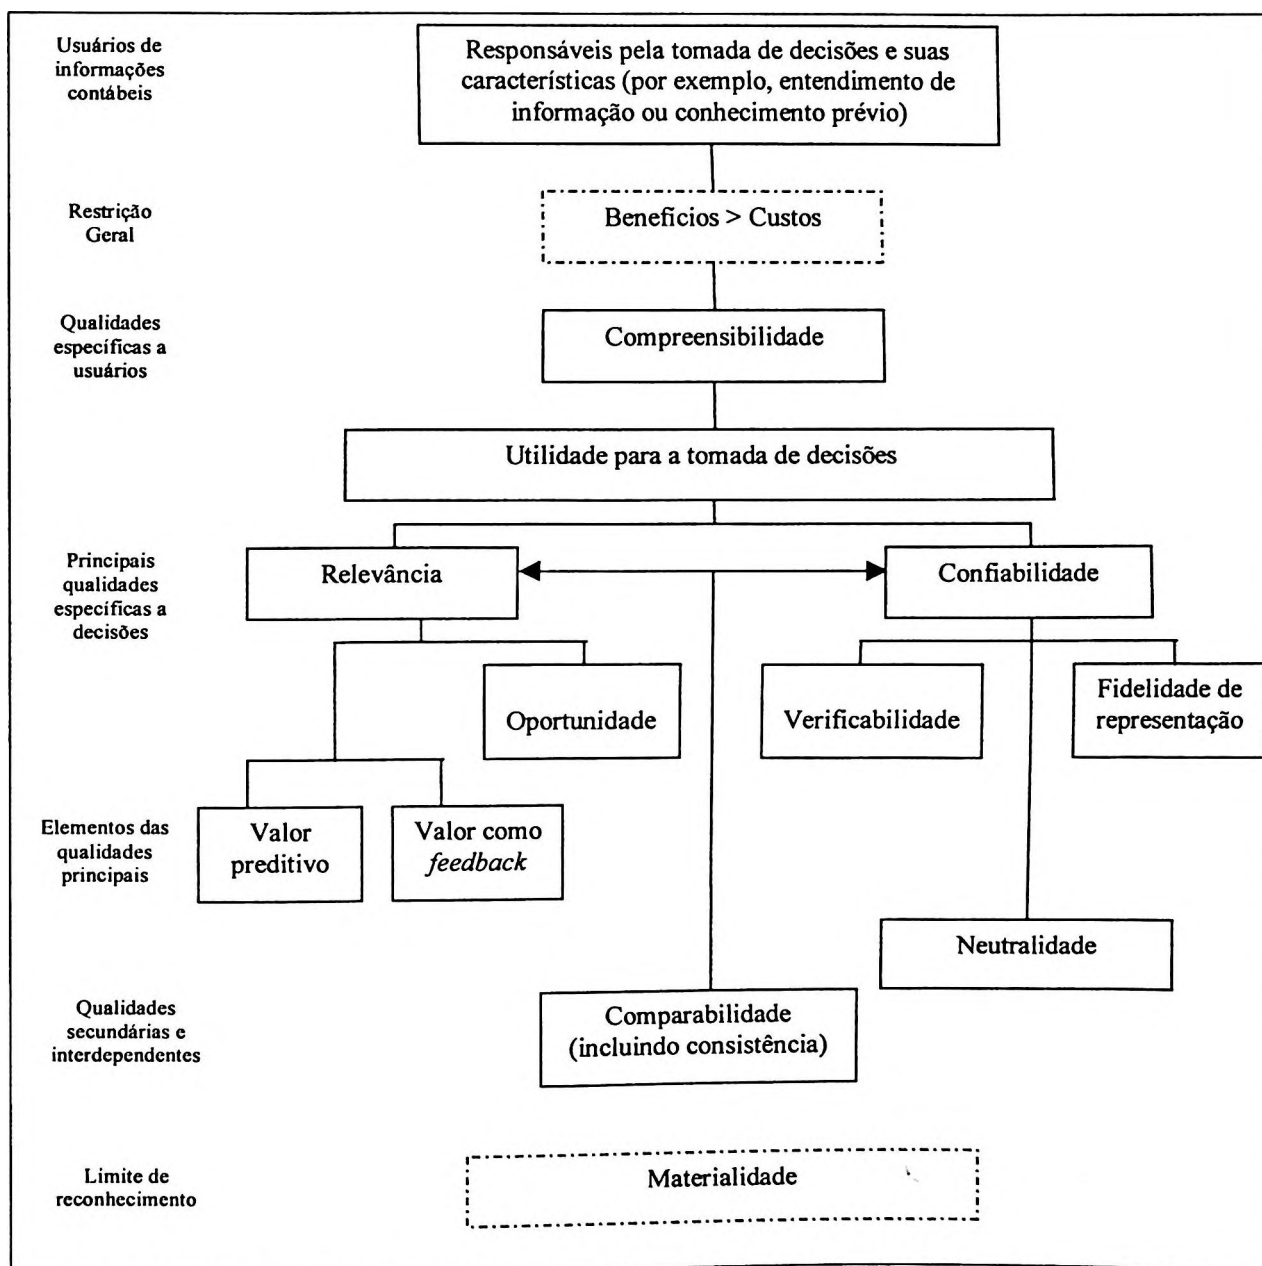 Usuários de
informações
contábeis
Responsáveis pela tomada de decisões e suas
características (por exemplo, entendimento de
informação ou conhecimento prévio)
Restrição
Geral
Benefícios > Custos
Qualidades
específicas a
usuários
Compreensibilidade
Utilidade para a tomada de decisões
Principais
qualidades
específicas a
decisões
Relevância
Confiabilidade
Oportunidade
Verificabilidade
Fidelidade de
representação
Elementos das
qualidades
principais
Valor
preditivo
Valor como
feedback
Neutralidade
Qualidades
secundárias e
interdependentes
Comparabilidade
(incluindo consistência)
Limite de
reconhecimento
Materialidade